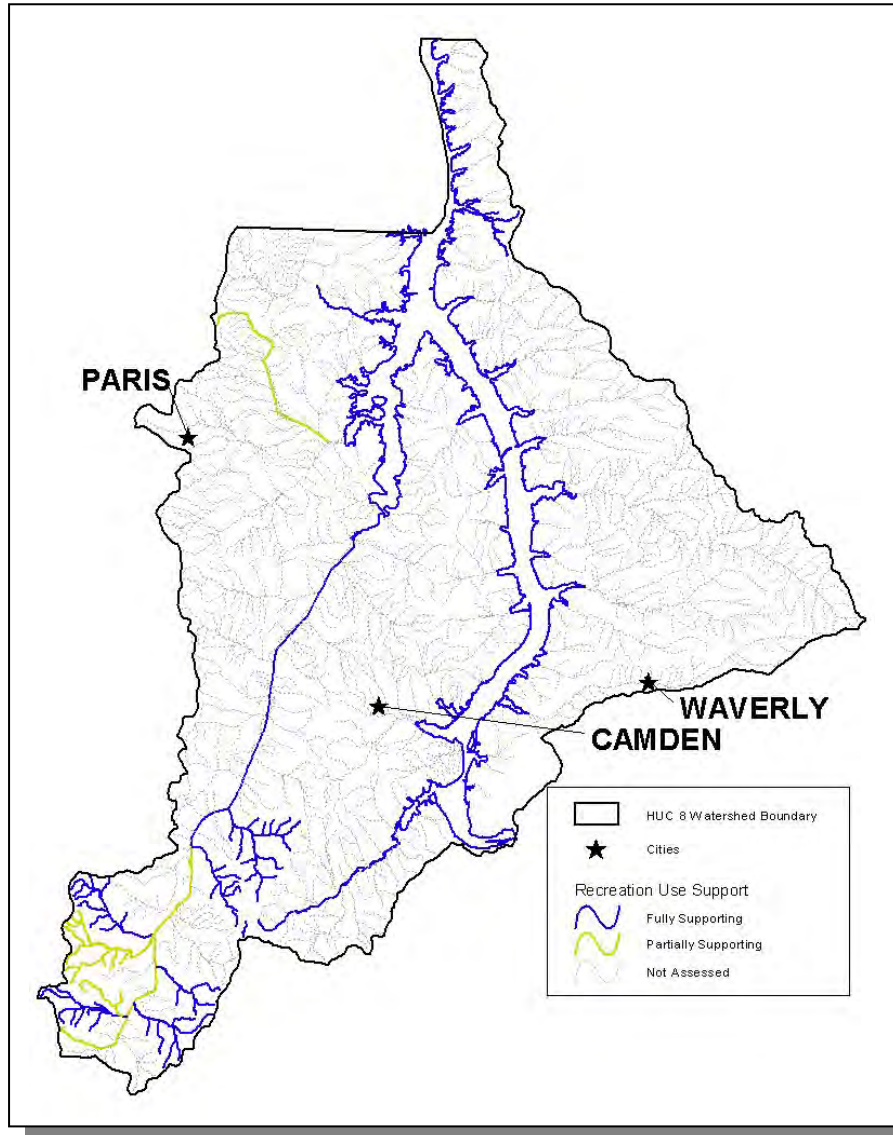 PARIS
WAVERLY
CAMDEN
HUC 8 Watershed Boundary
Cities
Recreation Use Support
Fully Supporting
Partially Supporting
Not Assessed